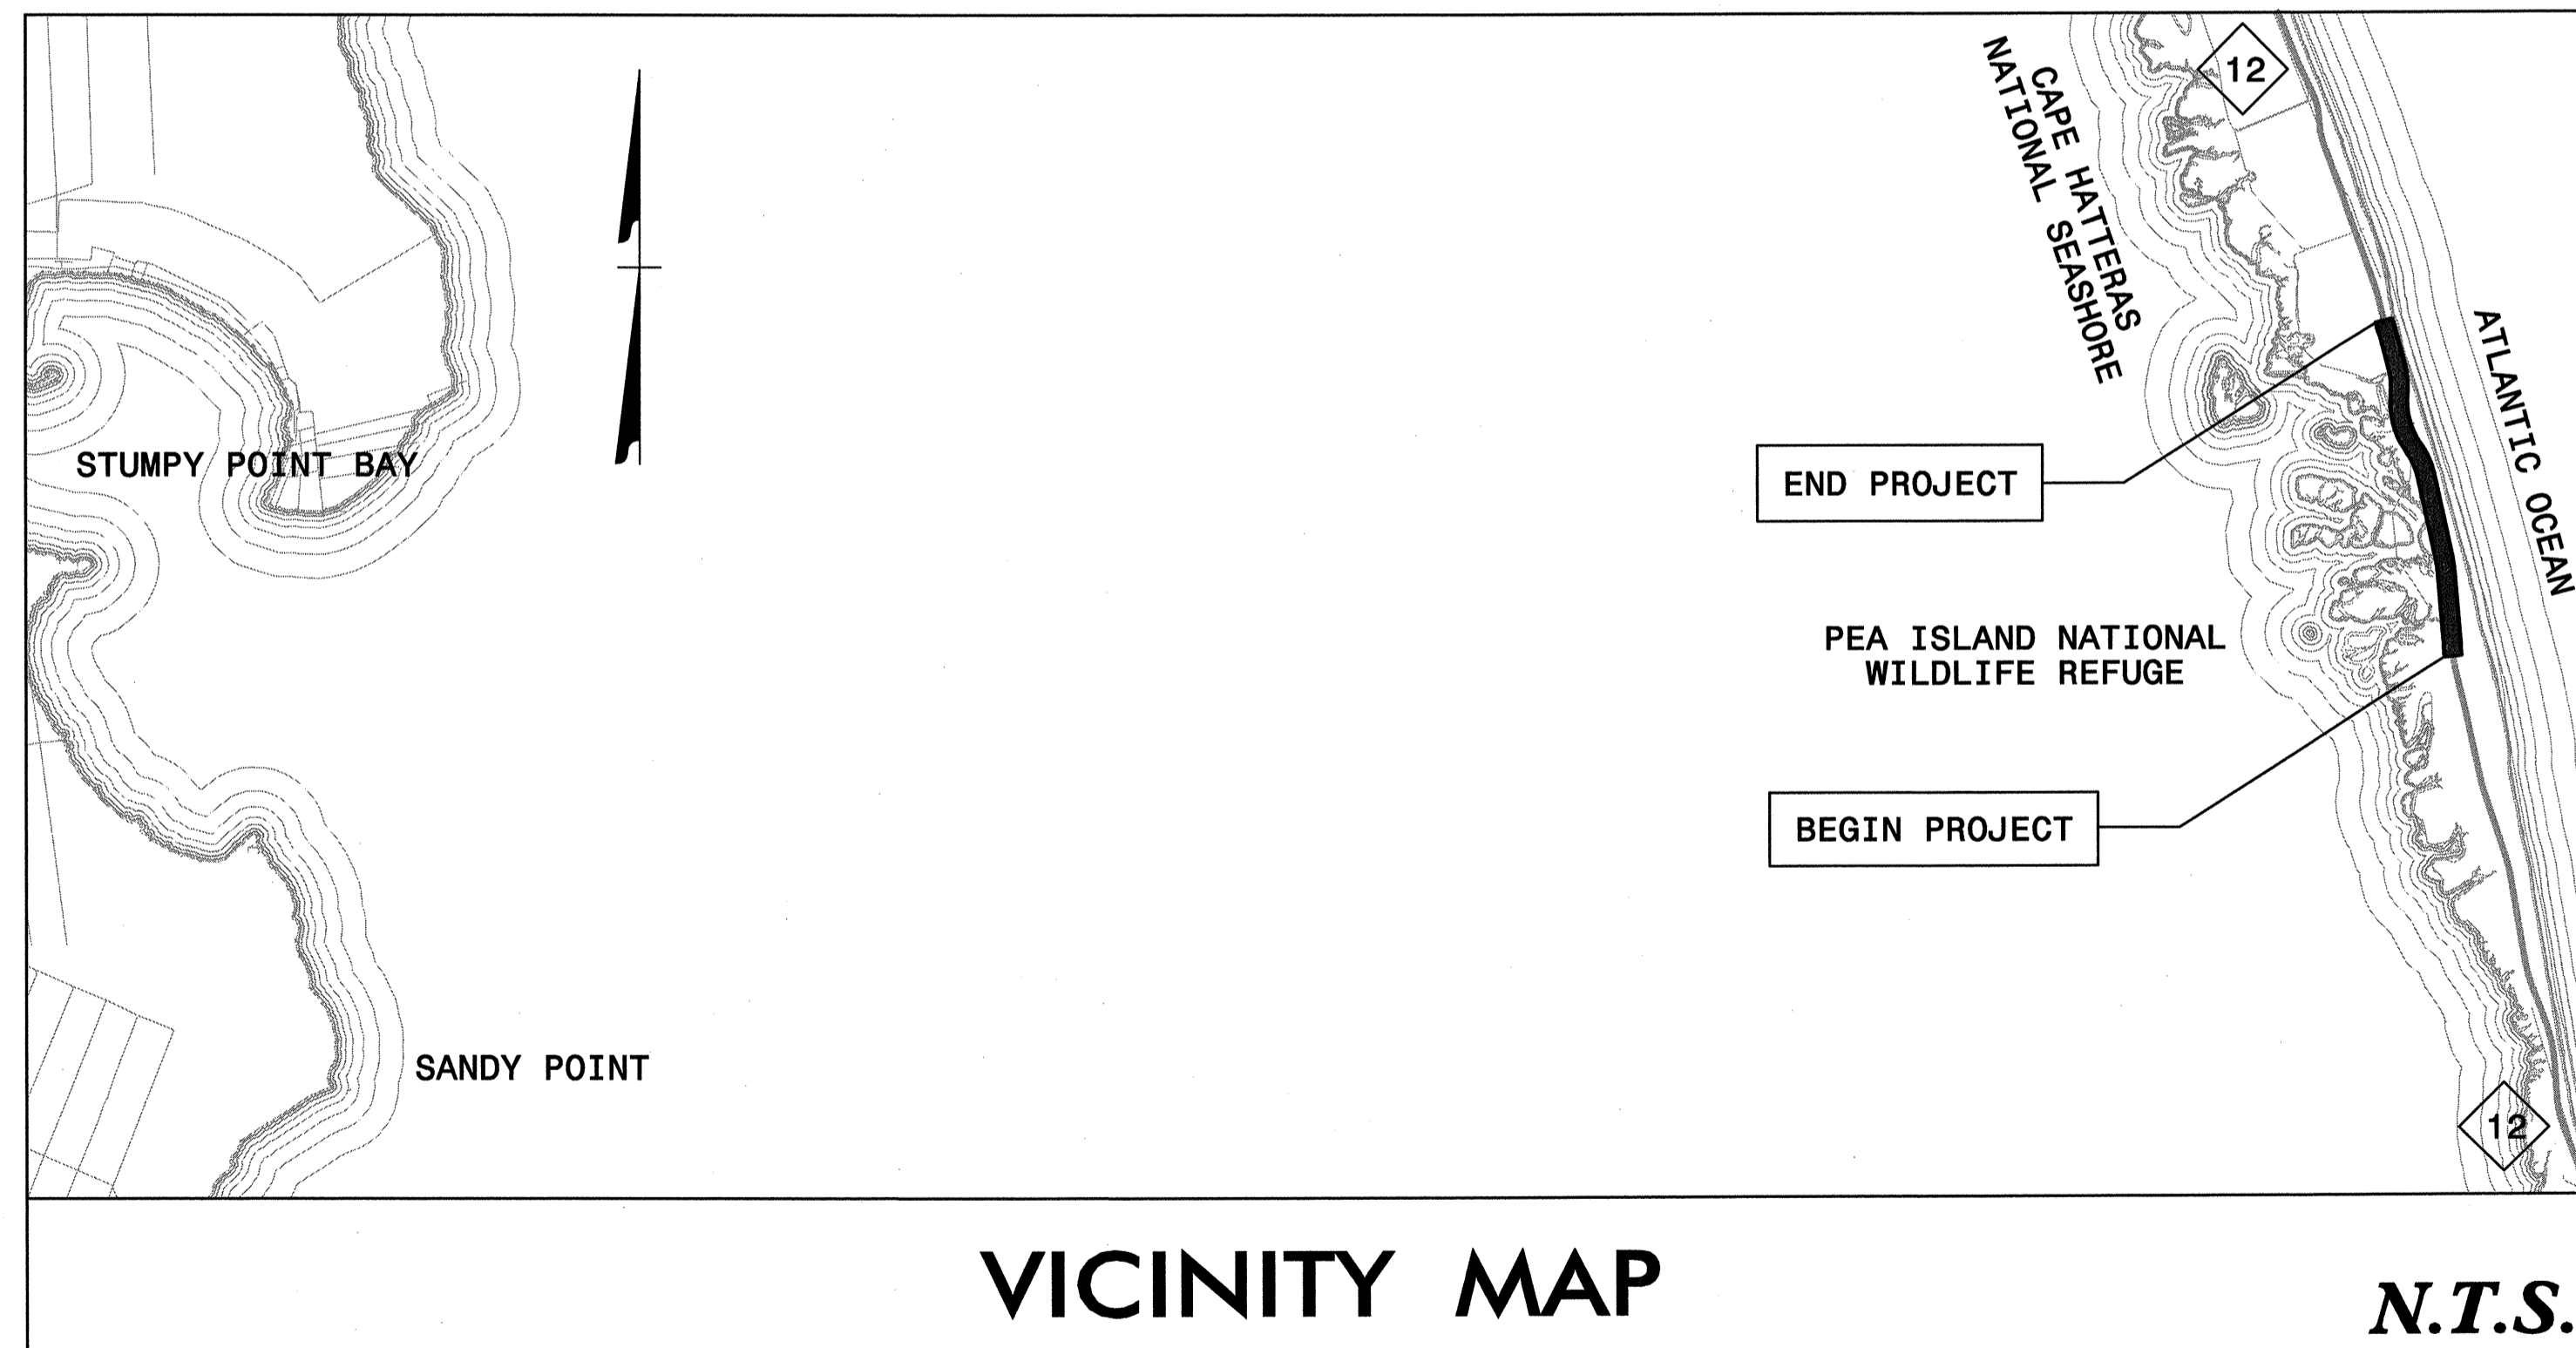 12
CAPE HATTERAS
NATIONAL SEASHORE
ATLANTIC OCEAN
STUMPY POINT BAY
END PROJECT
PEA ISLAND NATIONAL
WILDLIFE REFUGE
BEGIN PROJECT
SANDY POINT
12
VICINITY MAP
N.T.S.